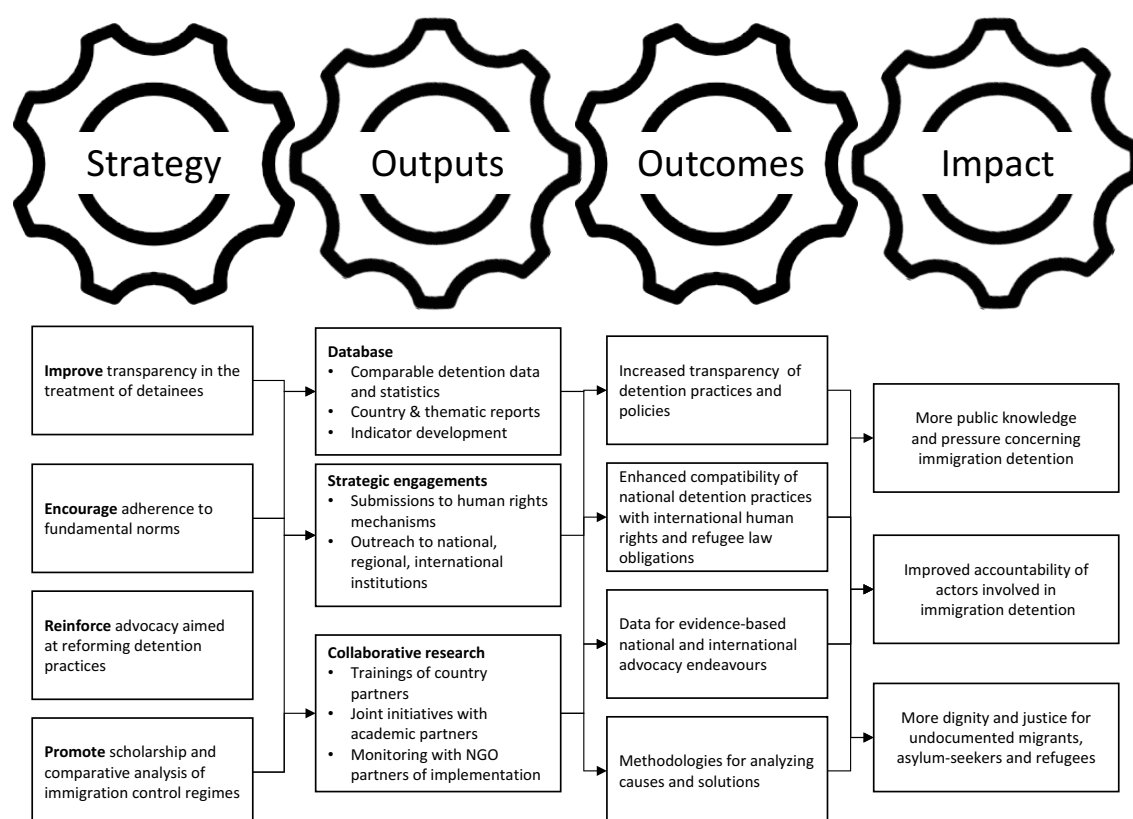 Strategy
Outputs
Outcomes
Impact
Improve transparency in the
treatment of detainees
Encourage adherence to
fundamental norms
Reinforce advocacy aimed
at reforming detention
practices
Promote scholarship and
comparative analysis of
immigration control regimes
Database
• Comparable detention data
and statistics
• Country & thematic reports
• Indicator development
Strategic engagements
• Submissions to human rights
mechanisms
• Outreach to national,
regional, international
institutions
Collaborative research
• Trainings of country
partners
• Joint initiatives with
academic partners
• Monitoring with NGO
partners of implementation
Increased transparency of
detention practices and
policies
Enhanced compatibility of
national detention practices
with international human
rights and refugee law
obligations
Data for evidence-based
national and international
advocacy endeavours
Methodologies for analyzing
causes and solutions
More public knowledge
and pressure concerning
immigration detention
Improved accountability of
actors involved in
immigration detention
More dignity and justice for
undocumented migrants,
asylum-seekers and refugees